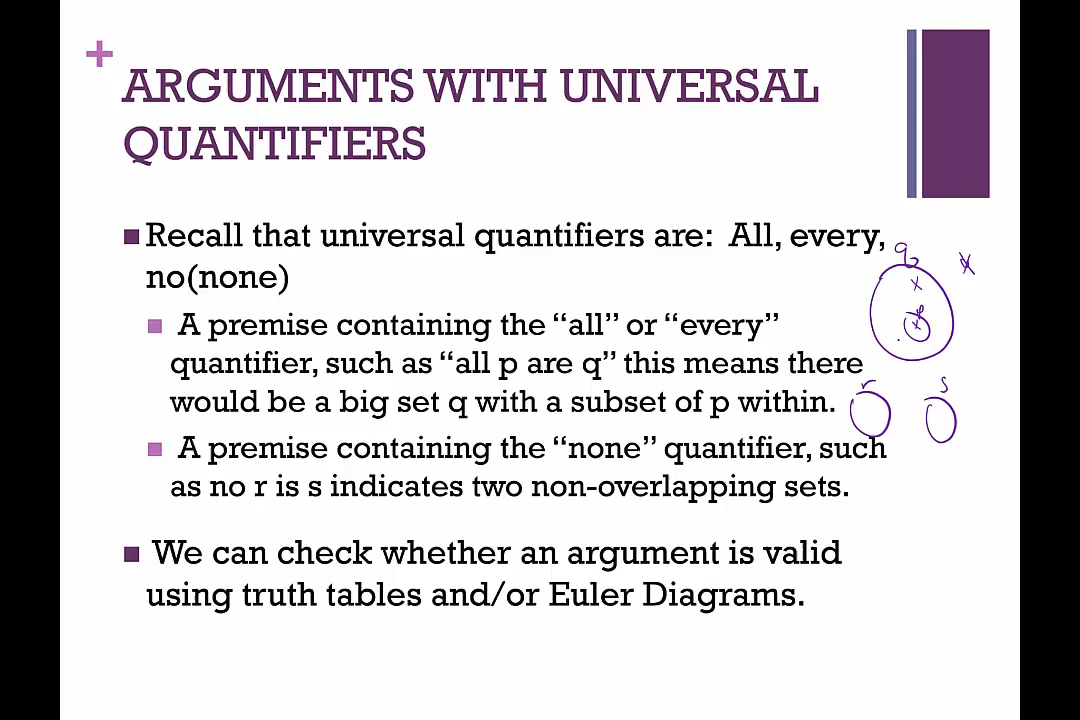 +
ARGUMENTS WITH UNIVERSAL
QUANTIFIERS
Recall that universal quantifiers are: All, every,
no(none)
A premise containing the “all” or “every”
quantifier, such as “all p are q” this means there
would be a big set q with a subset of p within.
A premise containing the “none” quantifier, such
as no r is s indicates two non-overlapping sets.
We can check whether an argument is valid
using truth tables and/or Euler Diagrams.
q
x
x
p
x
r
s